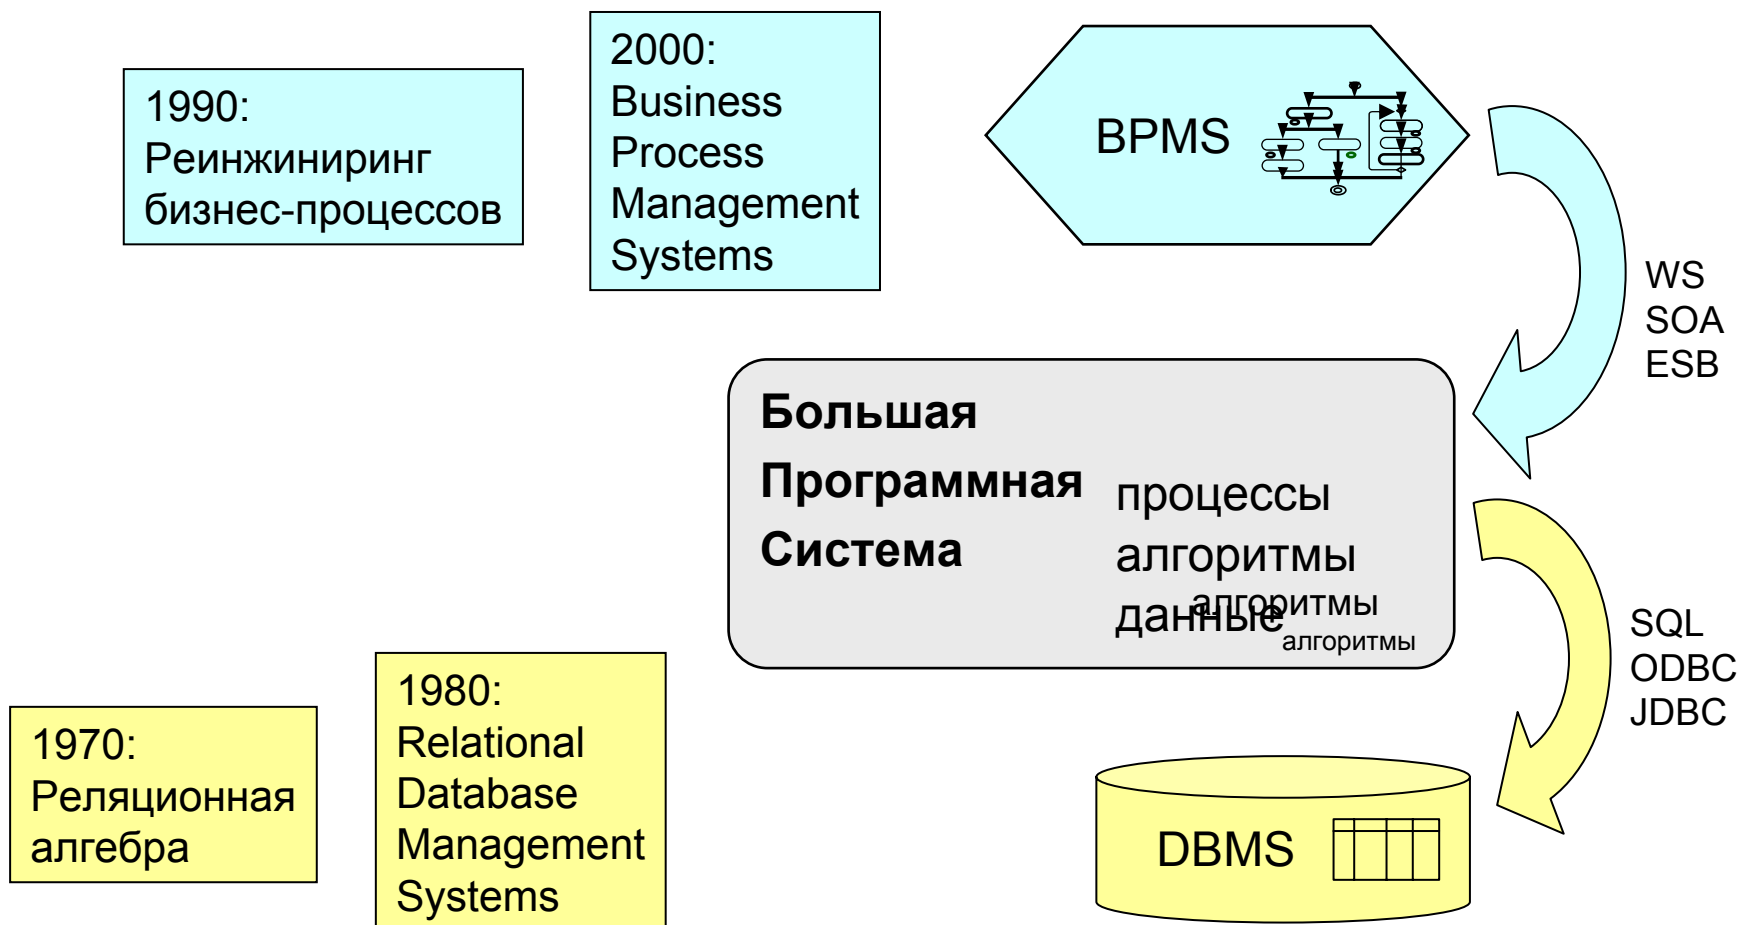 1990:
Реинжиниринг
бизнес-процессов
2000:
Business
Process
Management
Systems
BPMS
WS
SOA
ESB
Большая
Программная
Система
процессы
алгоритмы
данные
алгоритмы
алгоритмы
SQL
ODBC
JDBC
1970:
Реляционная
алгебра
1980:
Relational
Database
Management
Systems
DBMS